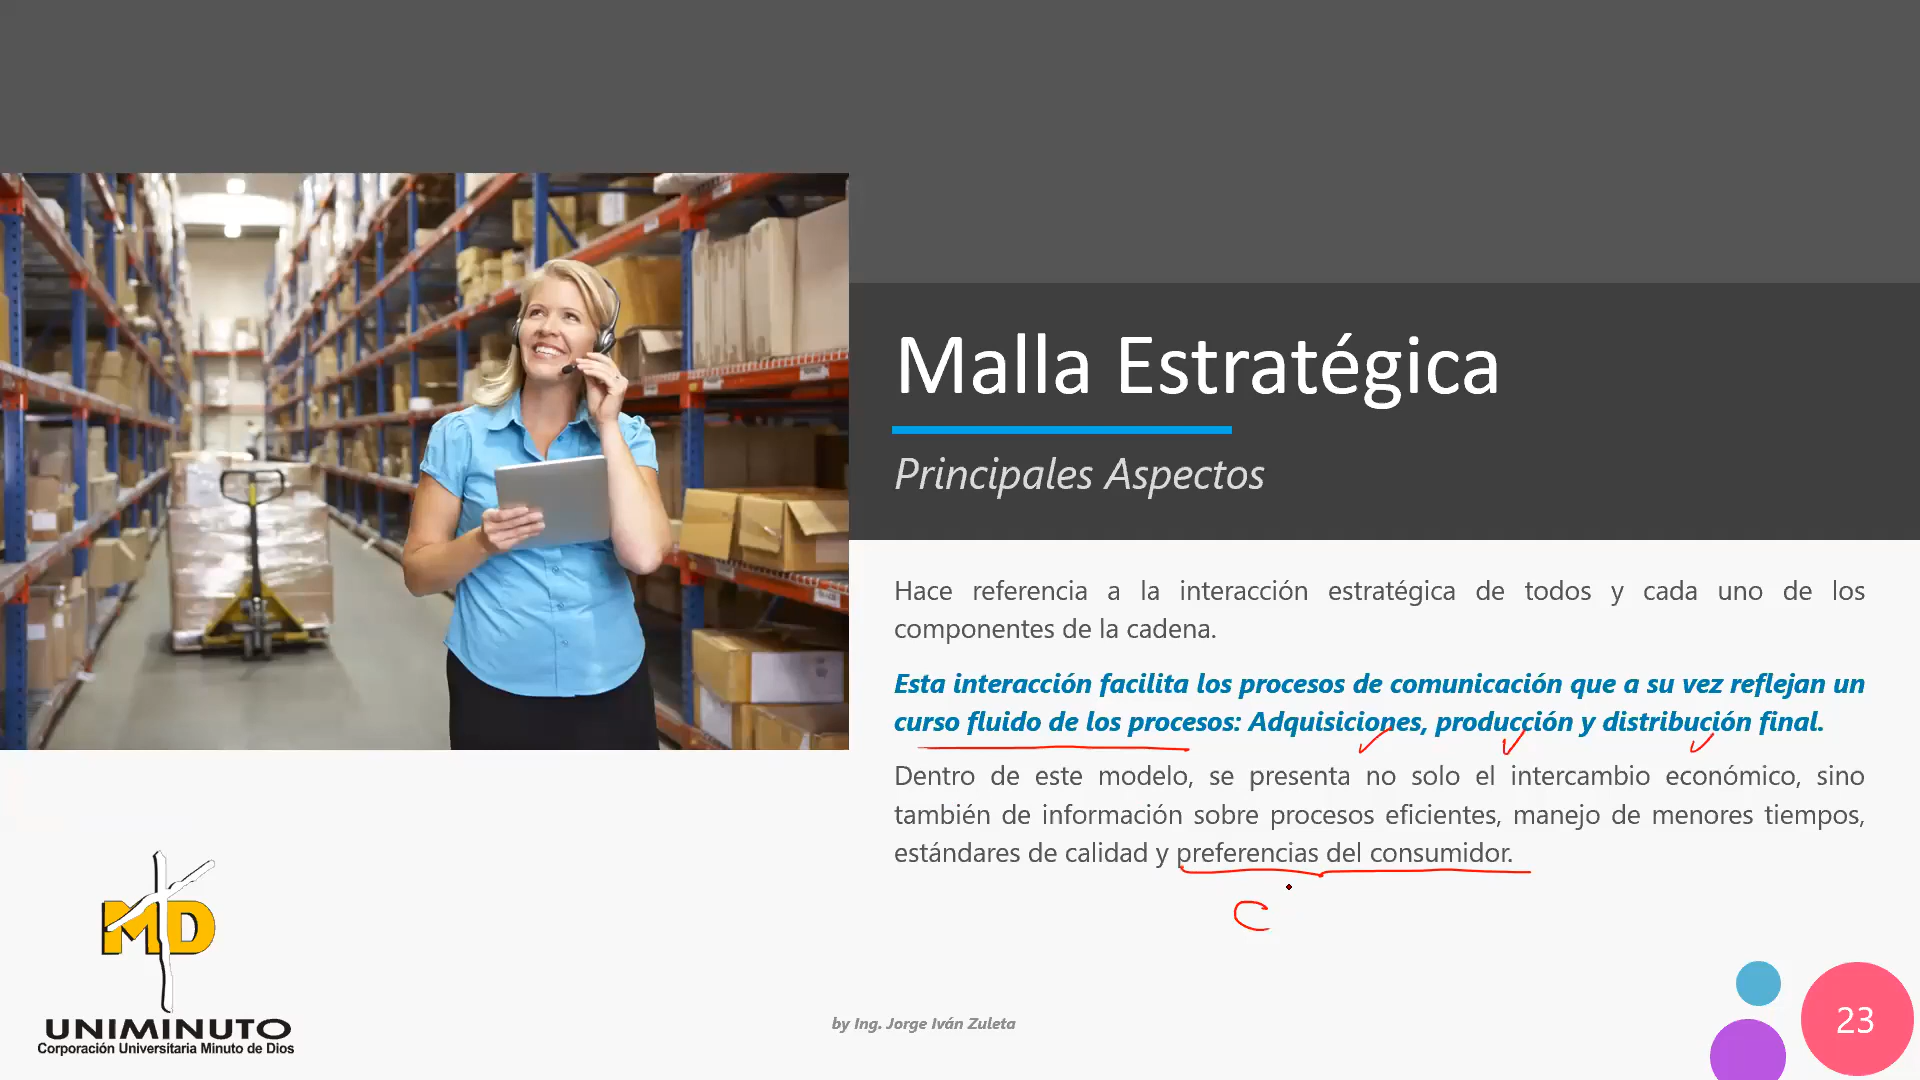 Malla Estratégica
Principales Aspectos
Hace referencia a la interacción estratégica de todos y cada uno de los
componentes de la cadena.
Esta interacción facilita los procesos de comunicación que a su vez reflejan un
curso fluido de los procesos: Adquisiciones, producción y distribución final.
Dentro de este modelo, se presenta no solo el intercambio económico, sino
también de información sobre procesos eficientes, manejo de menores tiempos,
estándares de calidad y preferencias del consumidor.
C
MD
UNIMINUTO
Corporación Universitaria Minuto de Dios
by Ing. Jorge Iván Zuleta
23